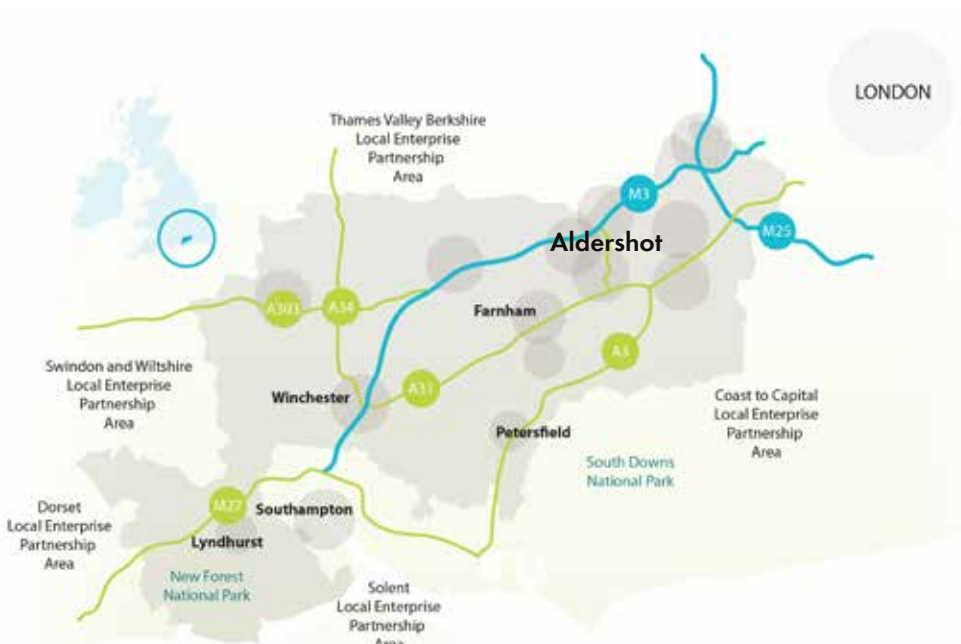 LONDON
Thames Valley Berkshire
Local Enterprise
Partnership
Area
M3
M25
Aldershot
A303
A34
Farnham
A3
Swindon and Wiltshire
Local Enterprise
Partnership
Area
Winchester
A31
Coast to Capital
Local Enterprise
Partnership
Area
Petersfield
South Downs
National Park
M27
Southampton
Dorset
Local Enterprise
Partnership
Area
Lyndhurst
New Forest
National Park
Solent
Local Enterprise
Partnership
Area